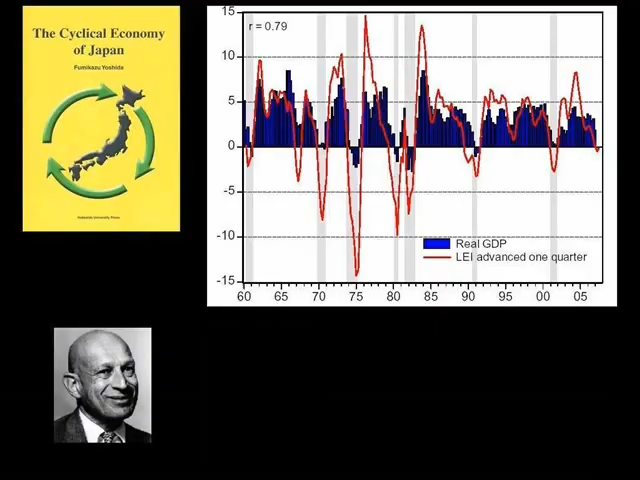 The Cyclical Economy
of Japan
Fumikazu Yoshida
Hokkaido University Press
r = 0.79
15
10
5
0
-5
-10
-15
Real GDP
LEI advanced one quarter
60 65 70 75 80 85 90 95 00 05